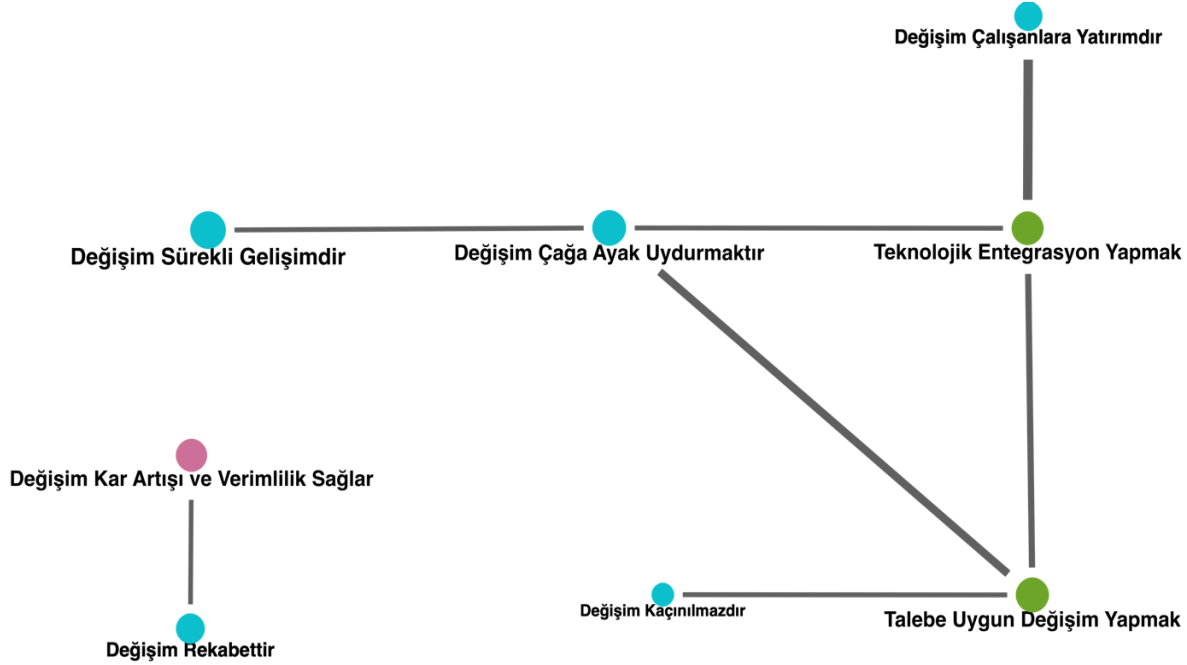 Değişim Çalışanlara Yatırımdır
Değişim Sürekli Gelişimdir
Değişim Çağa Ayak Uydurmaktır
Teknolojik Entegrasyon Yapmak
Değişim Kar Artışı ve Verimlilik Sağlar
Değişim Kaçınılmazdır
Talebe Uygun Değişim Yapmak
Değişim Rekabettir